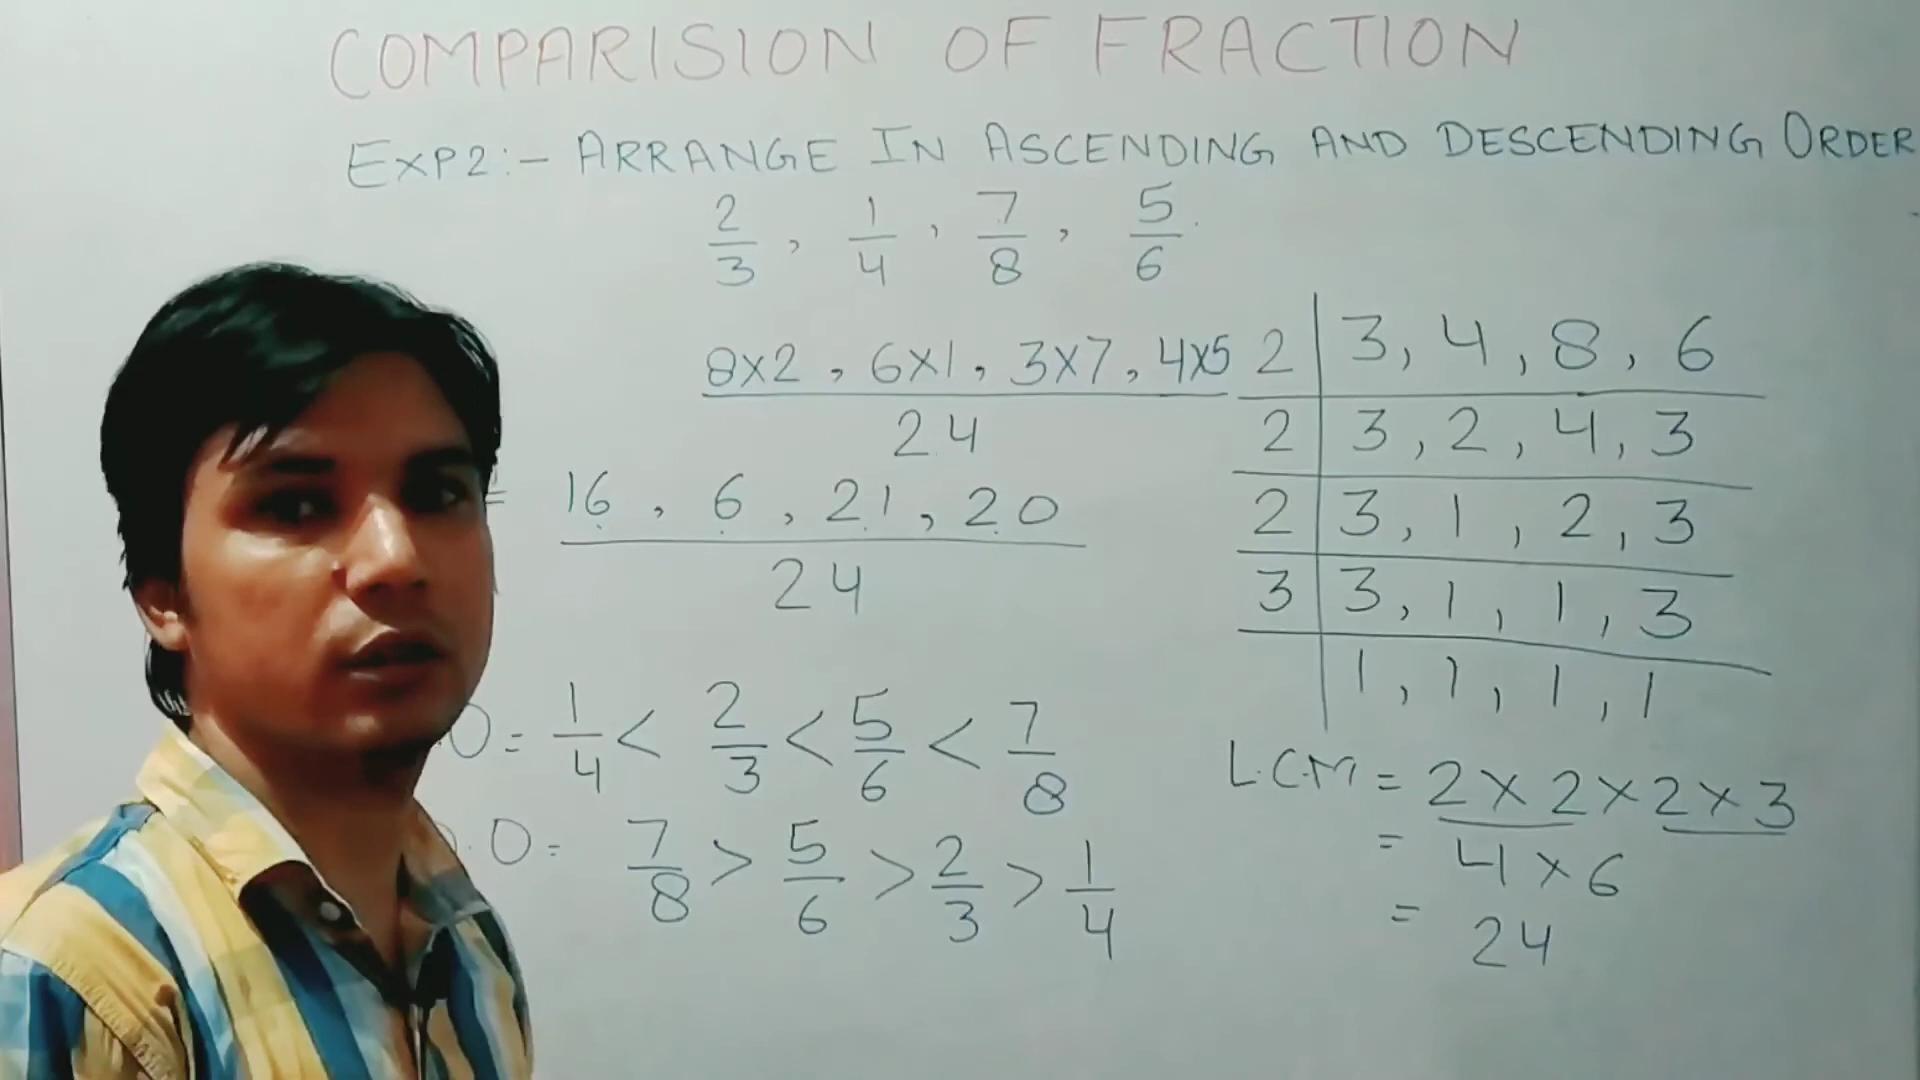 COMPARISION OF FRACTION
EXP2:- ARRANGE IN ASCENDING AND DESCENDING ORDER
2/3, 1/4, 7/8, 5/6.
8x2, 6x1, 3x7, 4x5
24
= 16, 6, 21, 20
24
O = 1/4 < 2/3 < 5/6 < 7/8
.O = 7/8 > 5/6 > 2/3 > 1/4
2 | 3, 4, 8, 6
2 | 3, 2, 4, 3
2 | 3, 1, 2, 3
3 | 3, 1, 1, 3
1, 1, 1, 1
L.C.M = 2 x 2 x 2 x 3
= 4 x 6
= 24